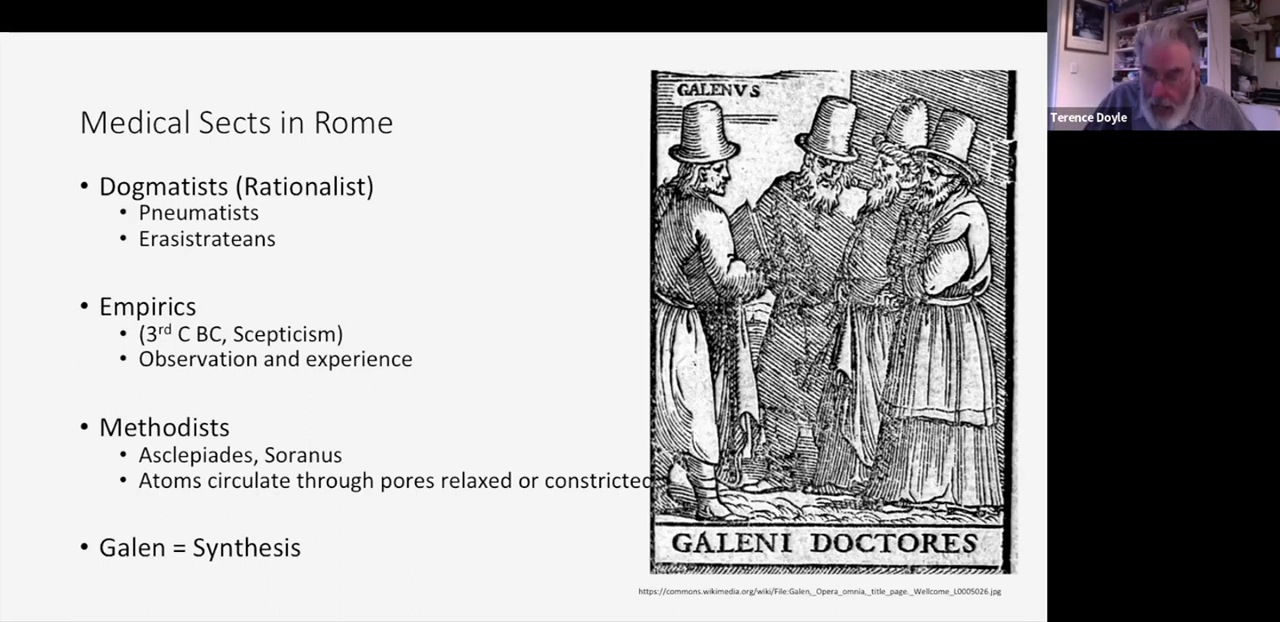 Medical Sects in Rome
• Dogmatists (Rationalist)
• Pneumatists
• Erasistrateans
• Empirics
• (3rd C BC, Scepticism)
• Observation and experience
• Methodists
• Asclepiades, Soranus
• Atoms circulate through pores relaxed or constricted
• Galen = Synthesis
GALENVS
GALENI DOCTORES
https://commons.wikimedia.org/wiki/File:Galen,_Opera_omnia,_title_page._Wellcome_L0005026.jpg
Terence Doyle